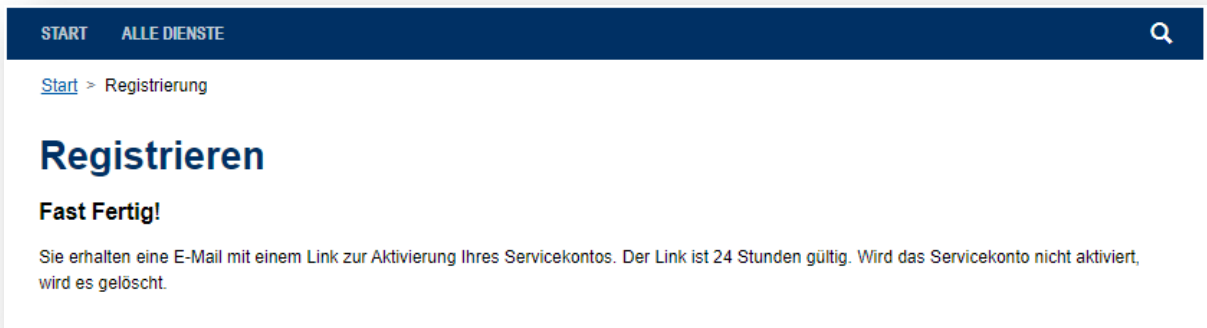 START ALLE DIENSTE
Start > Registrierung
Registrieren
Fast Fertig!
Sie erhalten eine E-Mail mit einem Link zur Aktivierung Ihres Servicekontos. Der Link ist 24 Stunden gültig. Wird das Servicekonto nicht aktiviert,
wird es gelöscht.